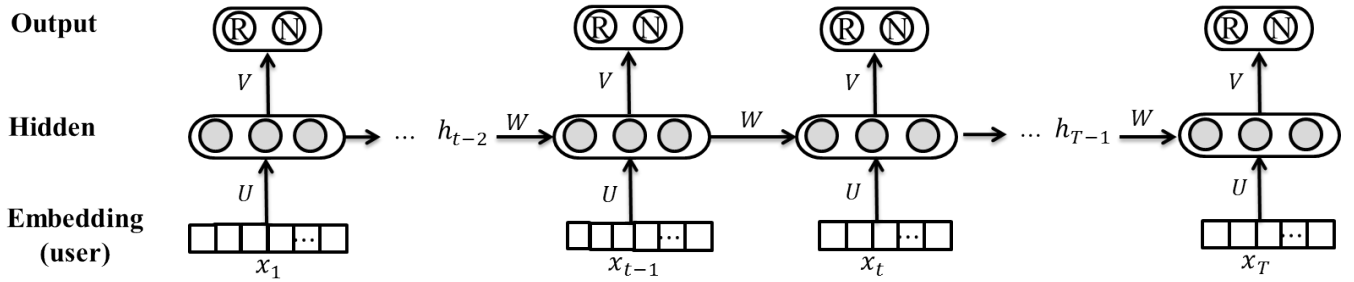 Output R N R N R N R N
V V V V
Hidden ... h_{t-2} W W ... h_{T-1} W
U U U U
Embedding ... ... ... ...
(user)
x_1 x_{t-1} x_t x_T